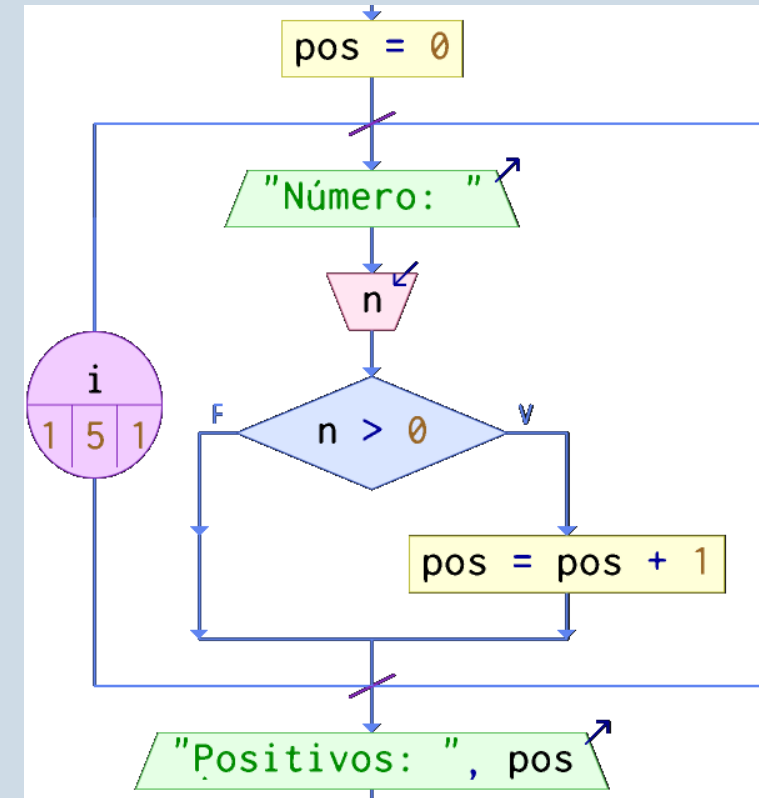 pos = 0
"Número: "
n
i
1 5 1
F
n > 0
V
pos = pos + 1
"Positivos: ", pos